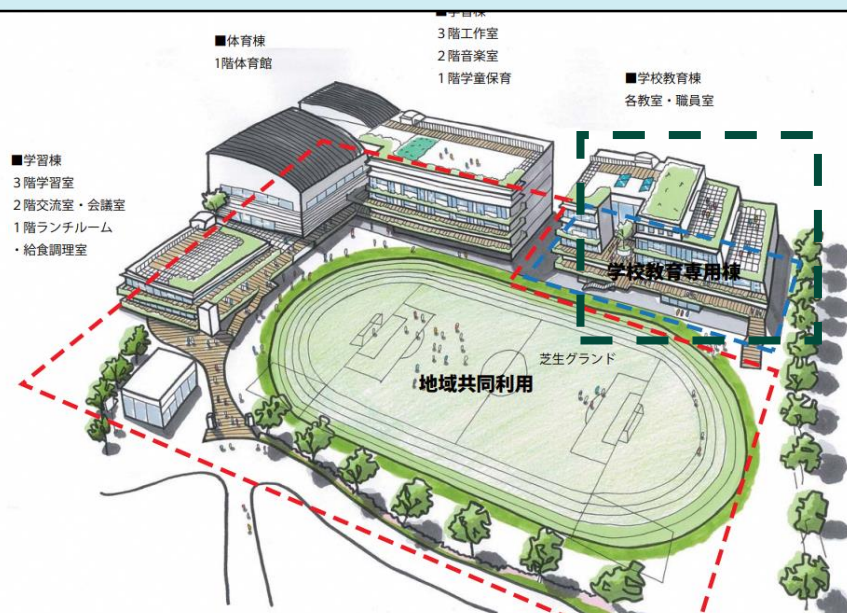 ■学習棟
3階工作室
2階音楽室
1階学童保育
■体育棟
1階体育館
■学校教育棟
各教室・職員室
■学習棟
3階学習室
2階交流室・会議室
1階ランチルーム
・給食調理室
学校教育専用棟
芝生グランド
地域共同利用